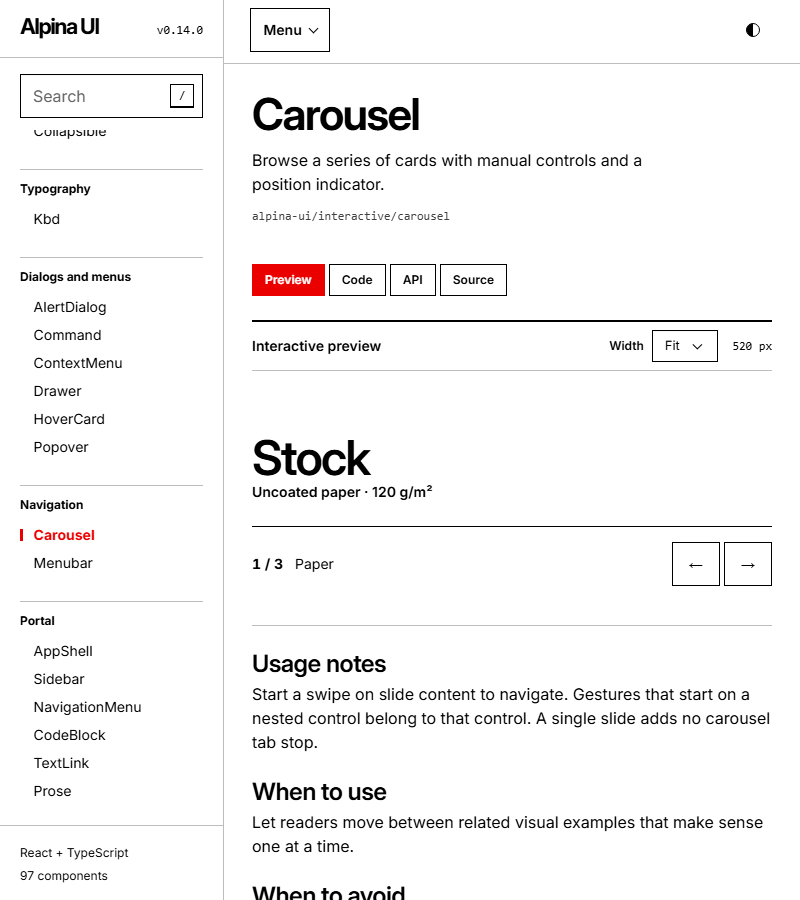 Alpina UI
v0.14.0
Search
/
Collapsible
Typography
Kbd
Dialogs and menus
AlertDialog
Command
ContextMenu
Drawer
HoverCard
Popover
Navigation
Carousel
Menubar
Portal
AppShell
Sidebar
NavigationMenu
CodeBlock
TextLink
Prose
React + TypeScript
97 components
Menu
Carousel
Browse a series of cards with manual controls and a
position indicator.
alpina-ui/interactive/carousel
Preview Code API Source
Interactive preview Width Fit 520 px
Stock
Uncoated paper · 120 g/m²
1 / 3 Paper ← →
Usage notes
Start a swipe on slide content to navigate. Gestures that start on a
nested control belong to that control. A single slide adds no carousel
tab stop.
When to use
Let readers move between related visual examples that make sense
one at a time.
When to avoid